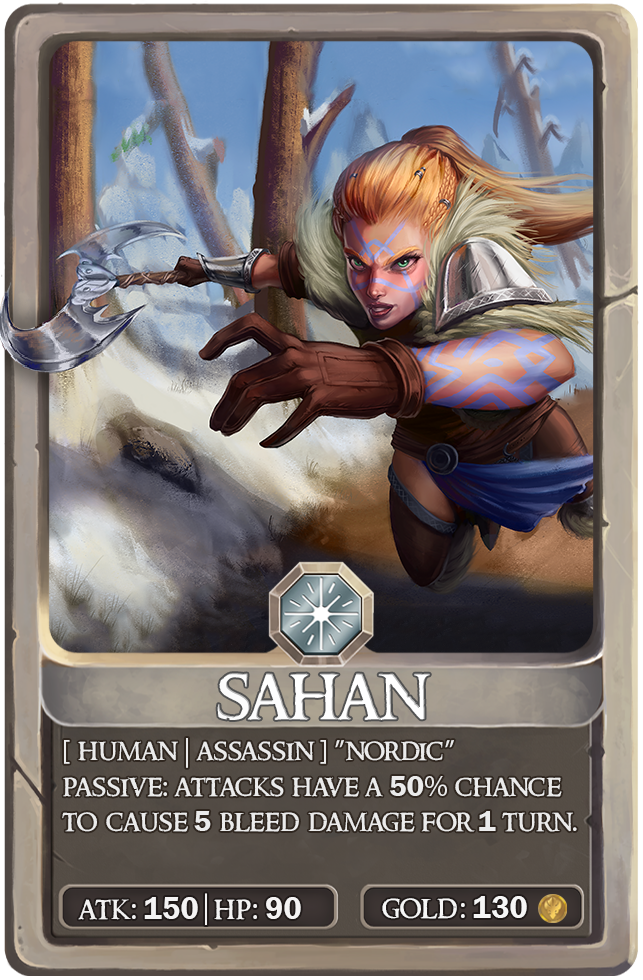 SAHAN
[ HUMAN | ASSASSIN ] "NORDIC"
PASSIVE: ATTACKS HAVE A 50% CHANCE
TO CAUSE 5 BLEED DAMAGE FOR 1 TURN.
ATK: 150 | HP: 90
GOLD: 130